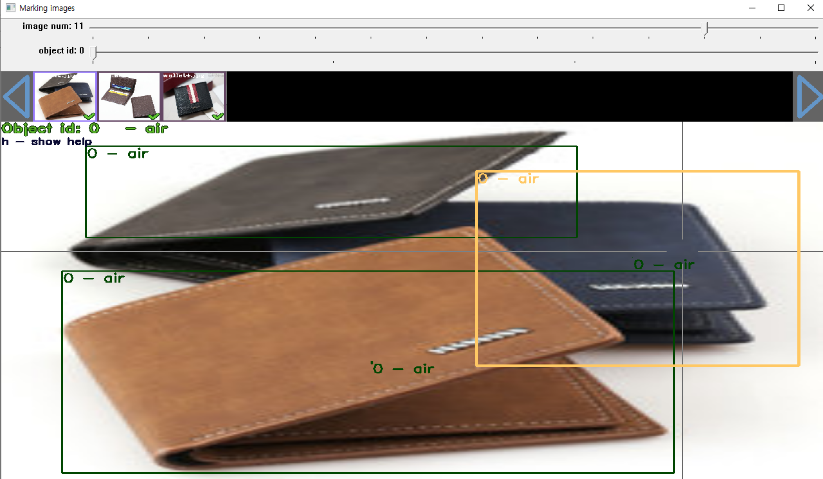 Marking images
image num: 11
object id: 0
Object id: 0 - air
h - show help
0 - air
0 - air
0 - air
0 - air
0 - air